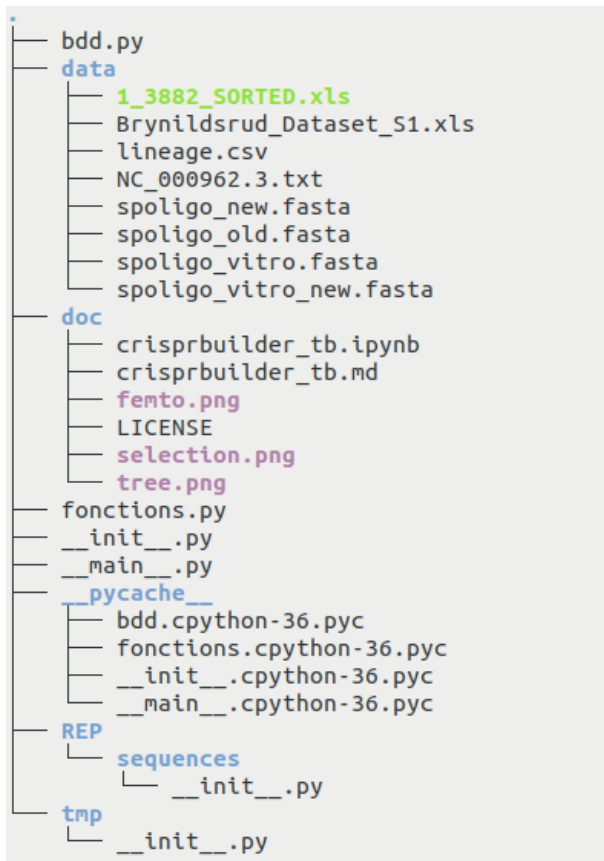 .
bdd.py
data
1_3882_SORTED.xls
Brynildsrud_Dataset_S1.xls
lineage.csv
NC_000962.3.txt
spoligo_new.fasta
spoligo_old.fasta
spoligo_vitro.fasta
spoligo_vitro_new.fasta
doc
crisprbuilder_tb.ipynb
crisprbuilder_tb.md
femto.png
LICENSE
selection.png
tree.png
fonctions.py
__init__.py
__main__.py
__pycache__
bdd.cpython-36.pyc
fonctions.cpython-36.pyc
__init__.cpython-36.pyc
__main__.cpython-36.pyc
REP
sequences
__init__.py
tmp
__init__.py